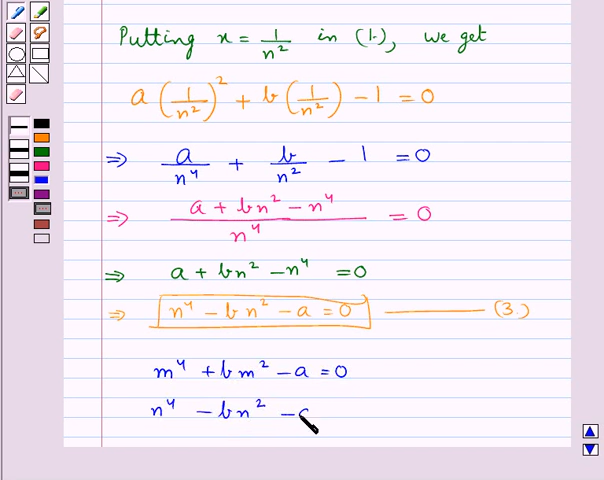 Putting x = 1/n² in (1.), we get
a (1/n²)² + b (1/n²) - 1 = 0
⇒ a/n⁴ + b/n² - 1 = 0
⇒ (a + bn² - n⁴)/n⁴ = 0
⇒ a + bn² - n⁴ = 0
⇒ n⁴ - bn² - a = 0 ——— (3.)
m⁴ + bm² - a = 0
n⁴ - bn² - a